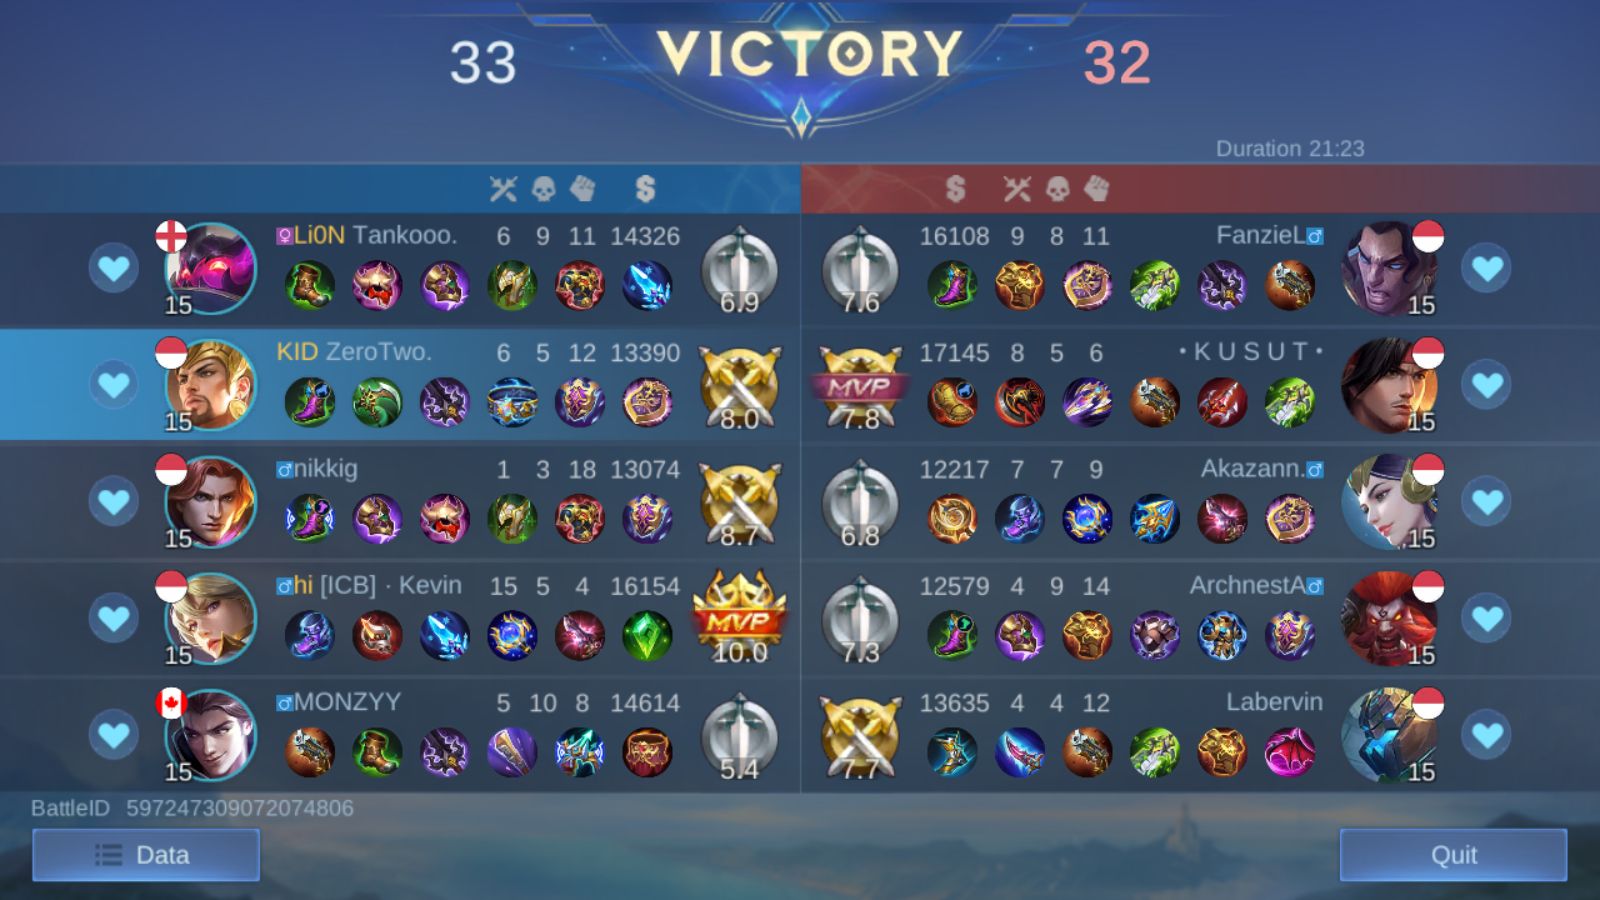 VICTORY
33
32
Duration 21:23
Li0N Tankooo. 6 9 11 14326
15
6.9
16108 9 8 11 FanzieL
7.6
15
KID ZeroTwo. 6 5 12 13390
15
8.0
17145 8 5 6 • K U S U T •
MVP
7.8
15
nikkig 1 3 18 13074
15
8.7
12217 7 7 9 Akazann.
6.8
15
hi [ICB] · Kevin 15 5 4 16154
15
MVP
10.0
12579 4 9 14 ArchnestA
7.3
15
MONZYY 5 10 8 14614
15
5.4
13635 4 4 12 Labervin
7.7
15
BattleID 597247309072074806
Data
Quit